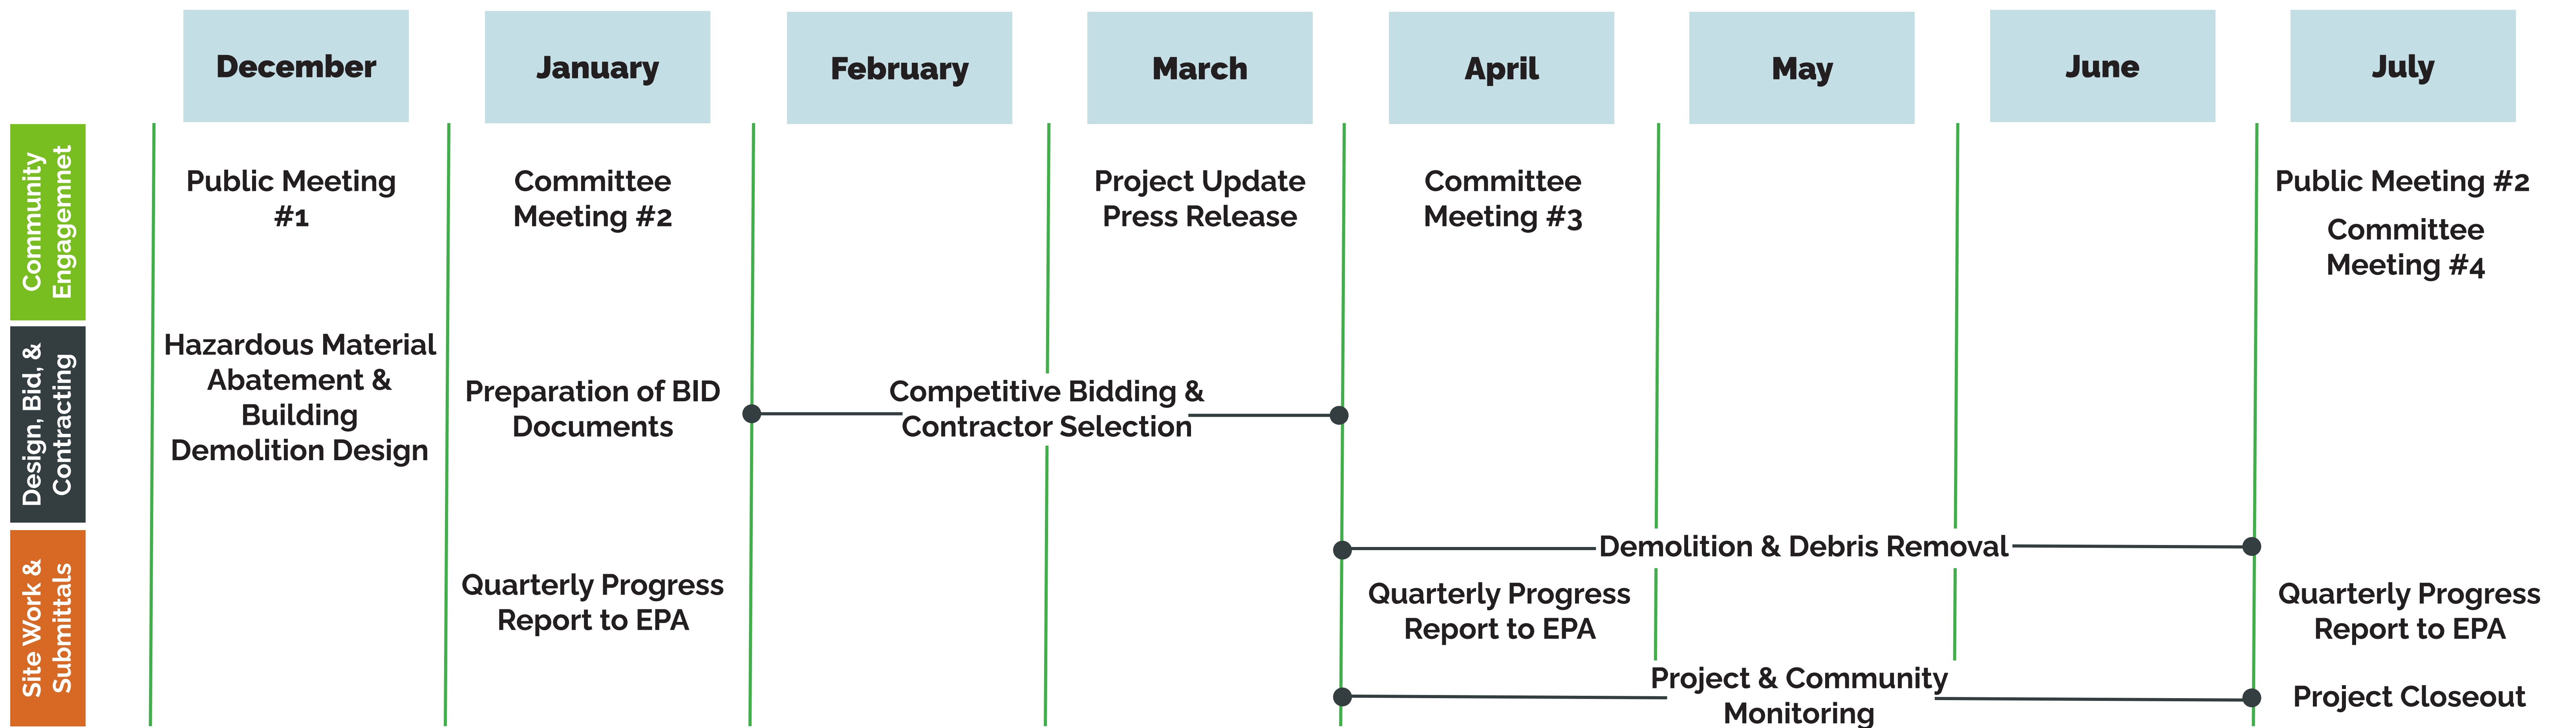 December
January
February
March
April
May
June
July
Community
Engagemnet
Public Meeting
#1
Committee
Meeting #2
Project Update
Press Release
Committee
Meeting #3
Public Meeting #2
Committee
Meeting #4
Design, Bid, &
Contracting
Hazardous Material
Abatement &
Building
Demolition Design
Preparation of BID
Documents
Competitive Bidding &
Contractor Selection
Site Work &
Submittals
Demolition & Debris Removal
Quarterly Progress
Report to EPA
Quarterly Progress
Report to EPA
Quarterly Progress
Report to EPA
Project & Community
Monitoring
Project Closeout